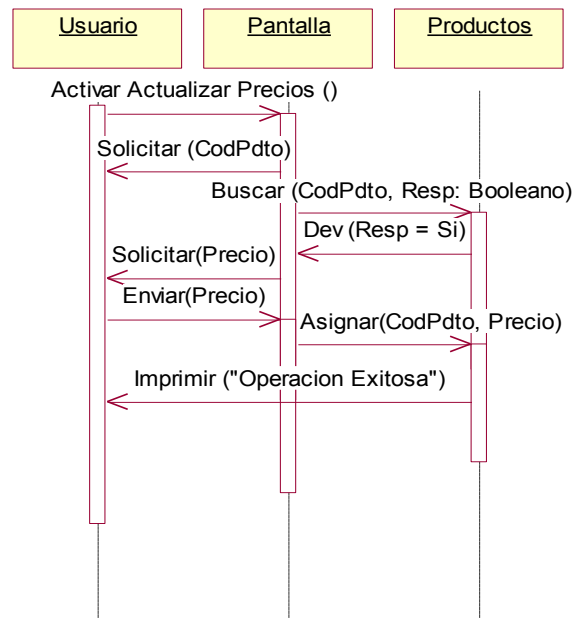 Usuario
Pantalla
Productos
Activar Actualizar Precios ()
Solicitar (CodPdto)
Buscar (CodPdto, Resp: Booleano)
Dev (Resp = Si)
Solicitar(Precio)
Enviar(Precio)
Asignar(CodPdto, Precio)
Imprimir ("Operacion Exitosa")